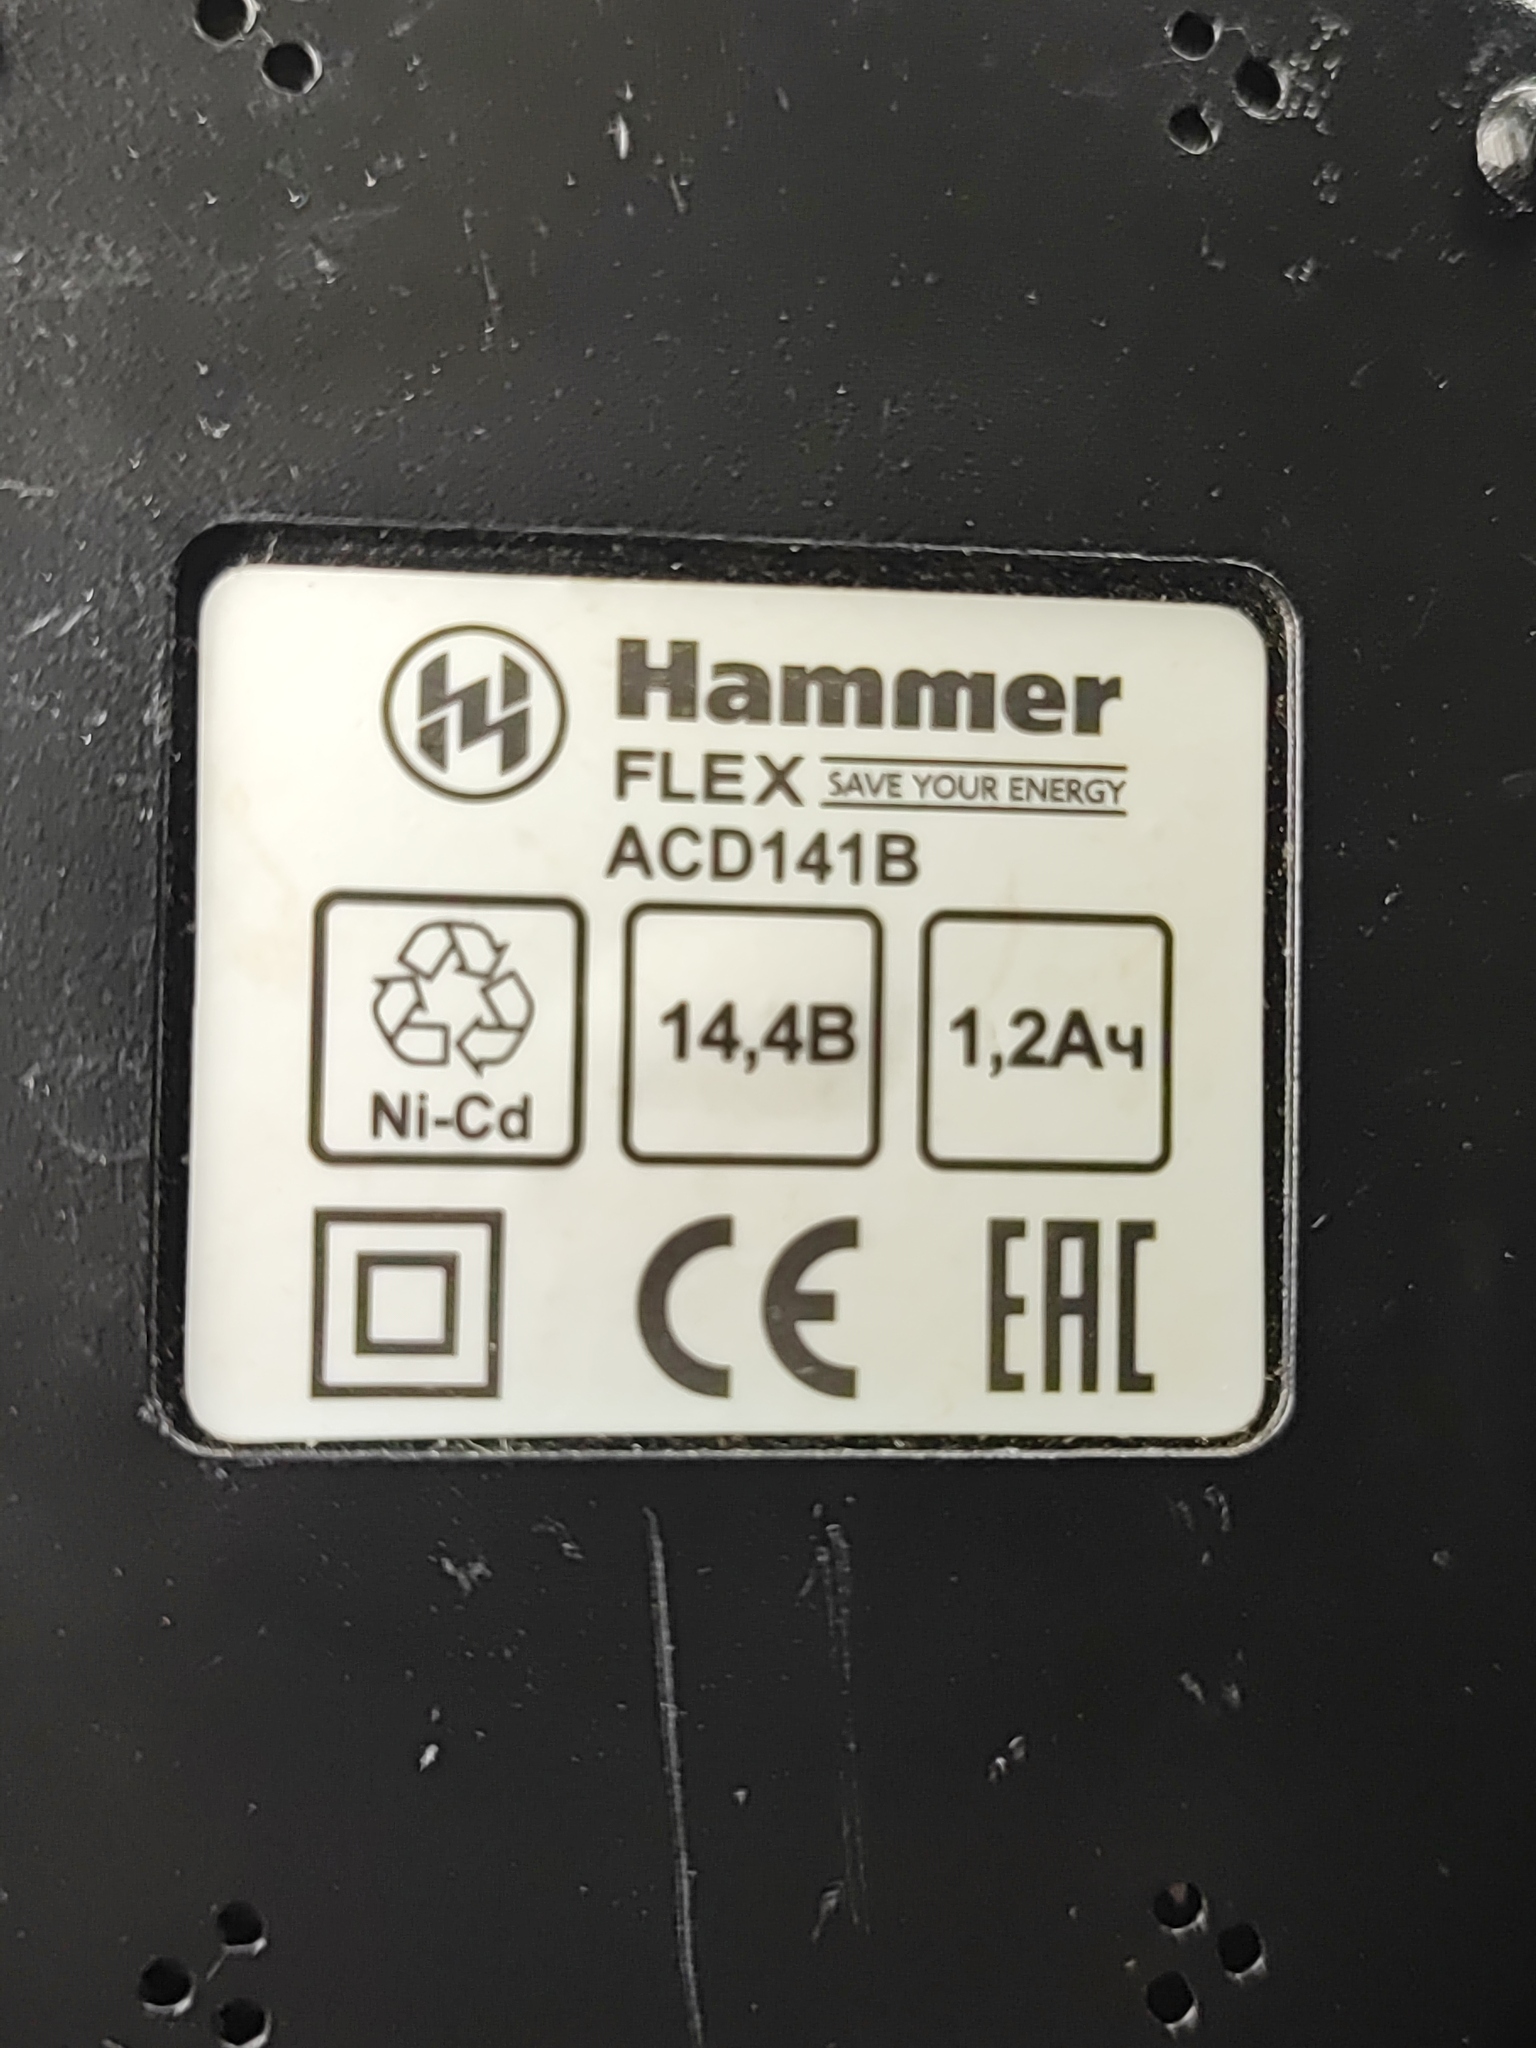 Hammer
FLEX SAVE YOUR ENERGY
ACD141B
Ni-Cd
14,4В
1,2Ач
CE
EAC